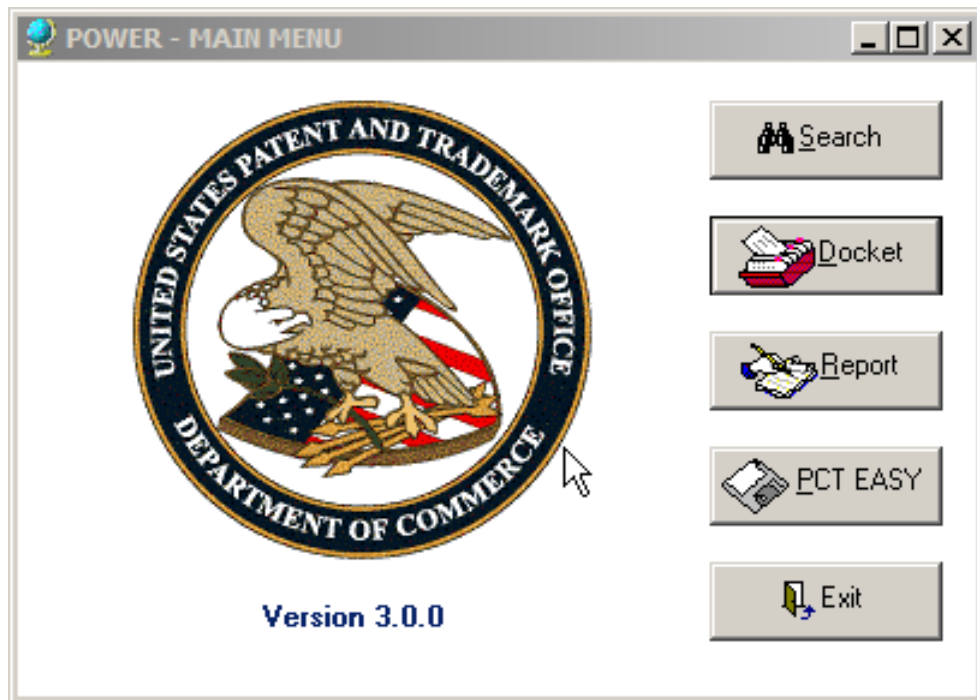 POWER - MAIN MENU
UNITED STATES PATENT AND TRADEMARK OFFICE
DEPARTMENT OF COMMERCE
Version 3.0.0
Search
Docket
Report
PCT EASY
Exit